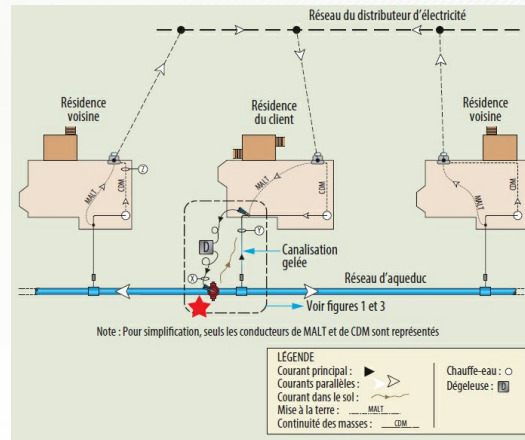 Réseau du distributeur d'électricité
Résidence
voisine
Résidence
du client
Résidence
voisine
MALT
CDM
Z
MALT
CDM
MALT
CDM
D
Y
X
Canalisation
gelée
Réseau d'aqueduc
Voir figures 1 et 3
Note : Pour simplification, seuls les conducteurs de MALT et de CDM sont représentés
LÉGENDE
Courant principal :
Courants parallèles :
Courant dans le sol :
Mise à la terre : MALT
Continuité des masses : CDM
Chauffe-eau :
Dégeleuse : D